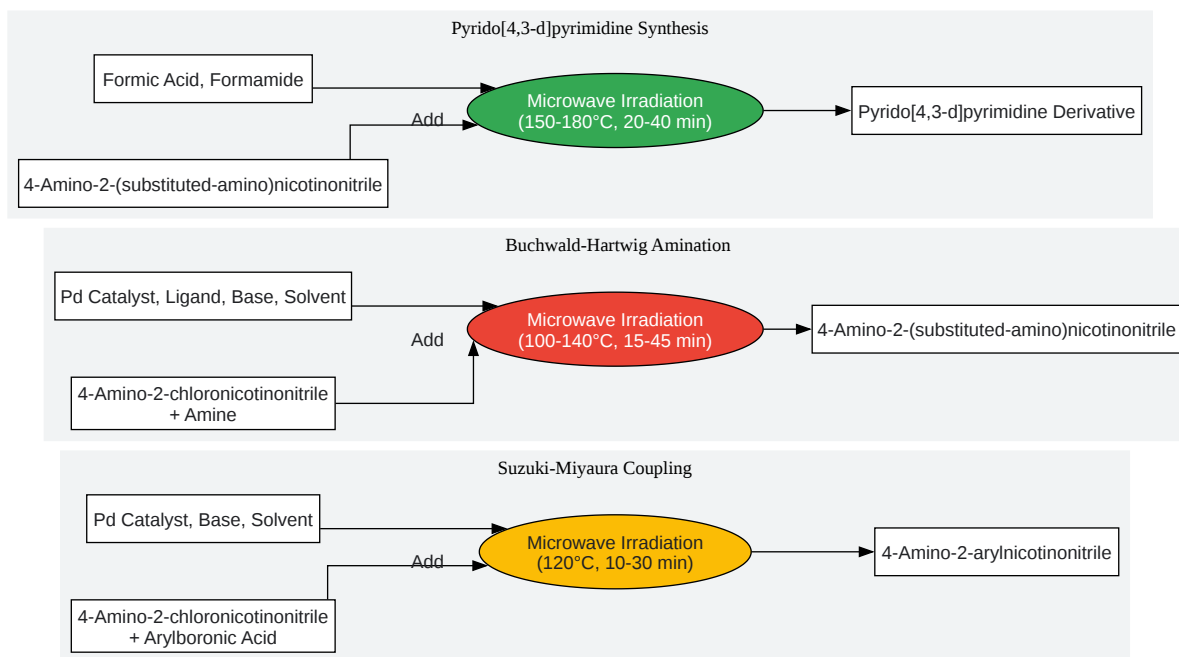 Pyrido[4,3-d]pyrimidine Synthesis
Formic Acid, Formamide
Add
Microwave Irradiation
(150-180°C, 20-40 min)
Pyrido[4,3-d]pyrimidine Derivative
4-Amino-2-(substituted-amino)nicotinonitrile
Buchwald-Hartwig Amination
Pd Catalyst, Ligand, Base, Solvent
Add
Microwave Irradiation
(100-140°C, 15-45 min)
4-Amino-2-(substituted-amino)nicotinonitrile
4-Amino-2-chloronicotinonitrile
+ Amine
Suzuki-Miyaura Coupling
Pd Catalyst, Base, Solvent
Add
Microwave Irradiation
(120°C, 10-30 min)
4-Amino-2-arylnicotinonitrile
4-Amino-2-chloronicotinonitrile
+ Arylboronic Acid